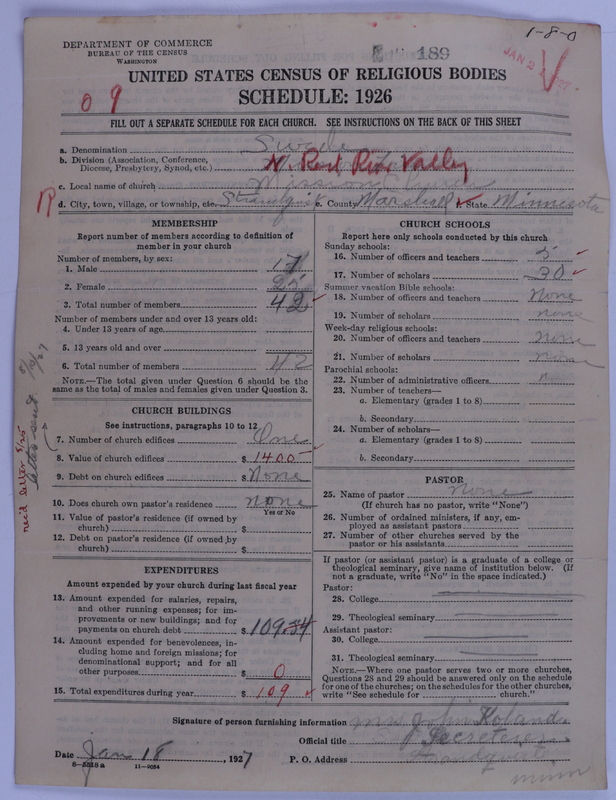 1-8-0
DEPARTMENT OF COMMERCE
BUREAU OF THE CENSUS
WASHINGTON
189
JAN 2
UNITED STATES CENSUS OF RELIGIOUS BODIES
0 9
SCHEDULE: 1926
FILL OUT A SEPARATE SCHEDULE FOR EACH CHURCH. SEE INSTRUCTIONS ON THE BACK OF THIS SHEET
a. Denomination
b. Division (Association, Conference, Diocese, Presbytery, Synod, etc.) N. Red River Valley
c. Local name of church Mission
d. City, town, village, or township, etc. Strandquist e. County Marshall f. State Minnesota
MEMBERSHIP
Report number of members according to definition of member in your church
Number of members, by sex:
1. Male 17
2. Female 25
3. Total number of members 42
Number of members under and over 13 years old:
4. Under 13 years of age
5. 13 years old and over
6. Total number of members 42
NOTE.—The total given under Question 6 should be the same as the total of males and females given under Question 3.
CHURCH BUILDINGS
See instructions, paragraphs 10 to 12
7. Number of church edifices One
8. Value of church edifices $ 1400
9. Debt on church edifices $ None
10. Does church own pastor's residence none
Yes or No
11. Value of pastor's residence (if owned by church) $
12. Debt on pastor's residence (if owned by church) $
rec'd letter
letter sent
EXPENDITURES
Amount expended by your church during last fiscal year
13. Amount expended for salaries, repairs, and other running expenses; for improvements or new buildings; and for payments on church debt $ 109.34
14. Amount expended for benevolences, including home and foreign missions; for denominational support; and for all other purposes $ 0
15. Total expenditures during year $ 109
CHURCH SCHOOLS
Report here only schools conducted by this church
Sunday schools:
16. Number of officers and teachers 5
17. Number of scholars 30
Summer vacation Bible schools:
18. Number of officers and teachers None
19. Number of scholars none
Week-day religious schools:
20. Number of officers and teachers None
21. Number of scholars None
Parochial schools:
22. Number of administrative officers
23. Number of teachers—
a. Elementary (grades 1 to 8)
b. Secondary
24. Number of scholars—
a. Elementary (grades 1 to 8)
b. Secondary
PASTOR
25. Name of pastor None
(If church has no pastor, write "None")
26. Number of ordained ministers, if any, employed as assistant pastors
27. Number of other churches served by the pastor or his assistants
If pastor (or assistant pastor) is a graduate of a college or theological seminary, give name of institution below. (If not a graduate, write "No" in the space indicated.)
Pastor:
28. College
29. Theological seminary
Assistant pastor:
30. College
31. Theological seminary
NOTE.—Where one pastor serves two or more churches, Questions 28 and 29 should be answered only on the schedule for one of the churches; on the schedules for the other churches, write "See schedule for church."
Signature of person furnishing information Mrs John Koland
Official title Secretary
Date Jan 18, 1927 P. O. Address Strandquist
Minn
11—9034